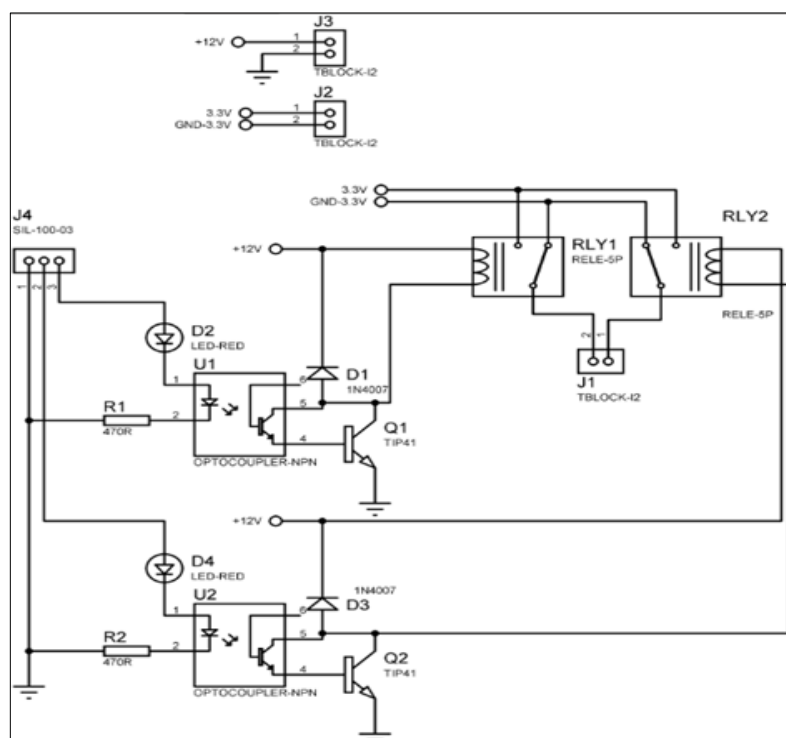 J3
+12V
1
2
TBLOCK-I2
J2
3.3V
1
GND-3.3V
2
TBLOCK-I2
J4
SIL-100-03
1
2
3
3.3V
GND-3.3V
RLY2
+12V
RLY1
RELE-5P
RELE-5P
D2
LED-RED
2
1
J1
TBLOCK-I2
U1
1
6
D1
1N4007
R1
470R
2
5
4
Q1
TIP41
OPTOCOUPLER-NPN
+12V
D4
LED-RED
1N4007
D3
U2
1
6
R2
470R
2
5
4
Q2
TIP41
OPTOCOUPLER-NPN